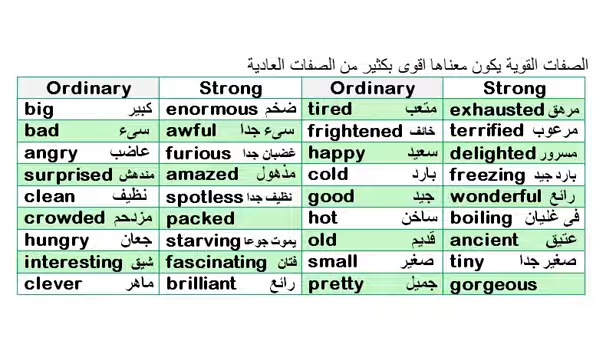 الصفات القوية يكون معناها اقوى بكثير من الصفات العادية
Ordinary Strong Ordinary Strong
big كبير enormous ضخم tired متعب exhausted مرهق
bad سىء awful سىء جدا frightened خائف terrified مرعوب
angry غاضب furious غضبان جدا happy سعيد delighted مسرور
surprised مندهش amazed مذهول cold بارد freezing بارد جيد
clean نظيف spotless نظيف جدا good جيد wonderful رائع
crowded مزدحم packed hot ساخن boiling فى غليان
hungry جعان starving يموت جوعا old قديم ancient عتيق
interesting شيق fascinating فتان small صغير tiny صغير جدا
clever ماهر brilliant رائع pretty جميل gorgeous